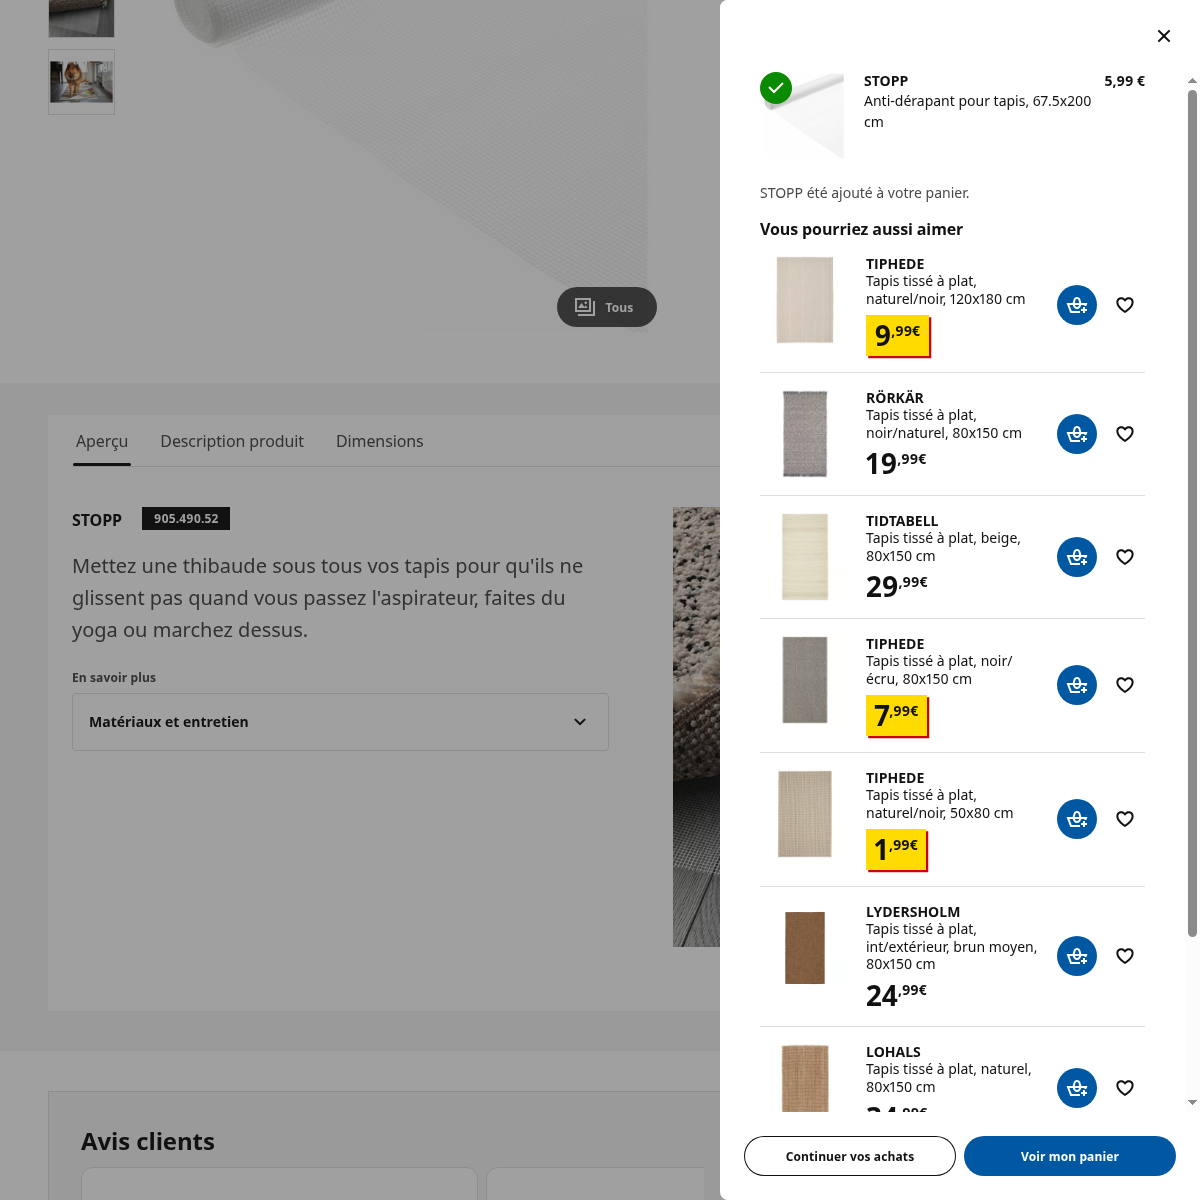 Tous
Aperçu
Description produit
Dimensions
STOPP
905.490.52
Mettez une thibaude sous tous vos tapis pour qu'ils ne
glissent pas quand vous passez l'aspirateur, faites du
yoga ou marchez dessus.
En savoir plus
Matériaux et entretien
Avis clients
STOPP
5,99 €
Anti-dérapant pour tapis, 67.5x200
cm
STOPP été ajouté à votre panier.
Vous pourriez aussi aimer
TIPHEDE
Tapis tissé à plat,
naturel/noir, 120x180 cm
9,99€
RÖRKÄR
Tapis tissé à plat,
noir/naturel, 80x150 cm
19,99€
TIDTABELL
Tapis tissé à plat, beige,
80x150 cm
29,99€
TIPHEDE
Tapis tissé à plat, noir/
écru, 80x150 cm
7,99€
TIPHEDE
Tapis tissé à plat,
naturel/noir, 50x80 cm
1,99€
LYDERSHOLM
Tapis tissé à plat,
int/extérieur, brun moyen,
80x150 cm
24,99€
LOHALS
Tapis tissé à plat, naturel,
80x150 cm
Continuer vos achats
Voir mon panier